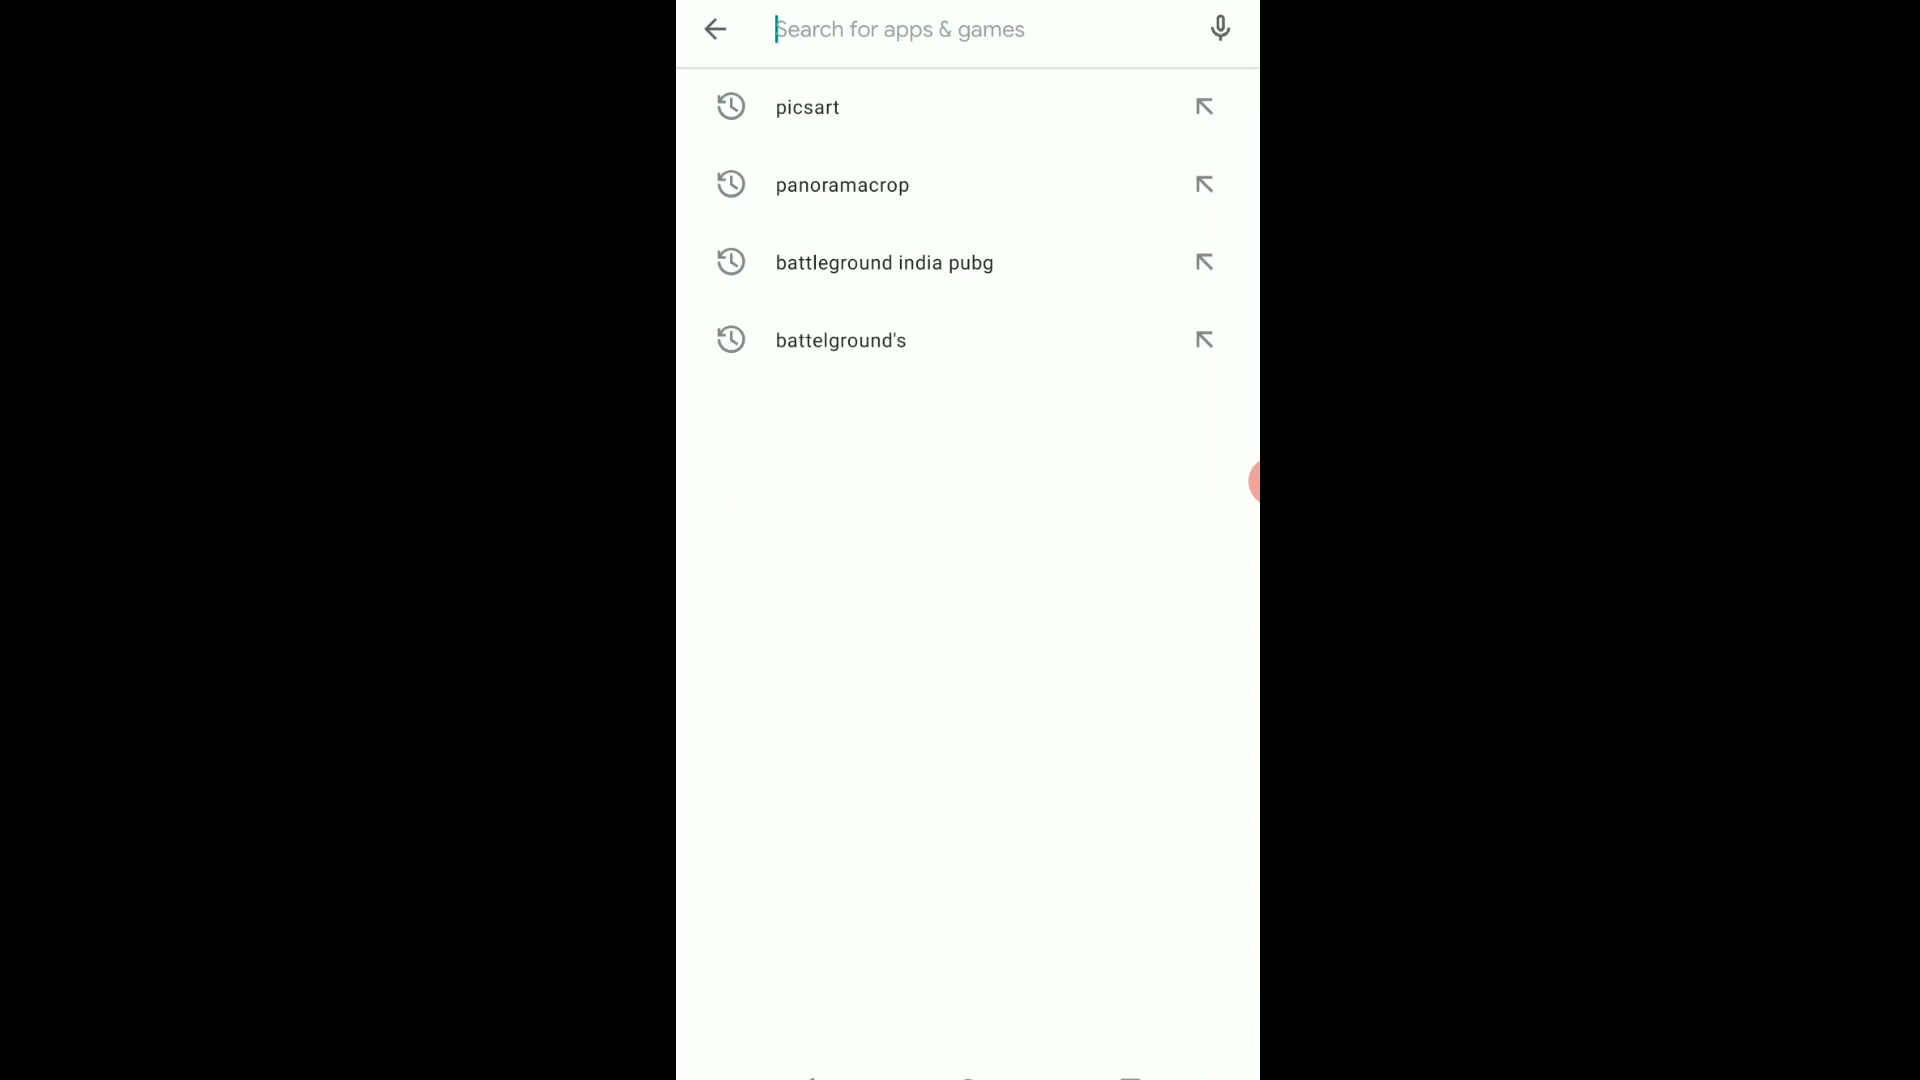 Search for apps & games
picsart
panoramacrop
battleground india pubg
battelground's